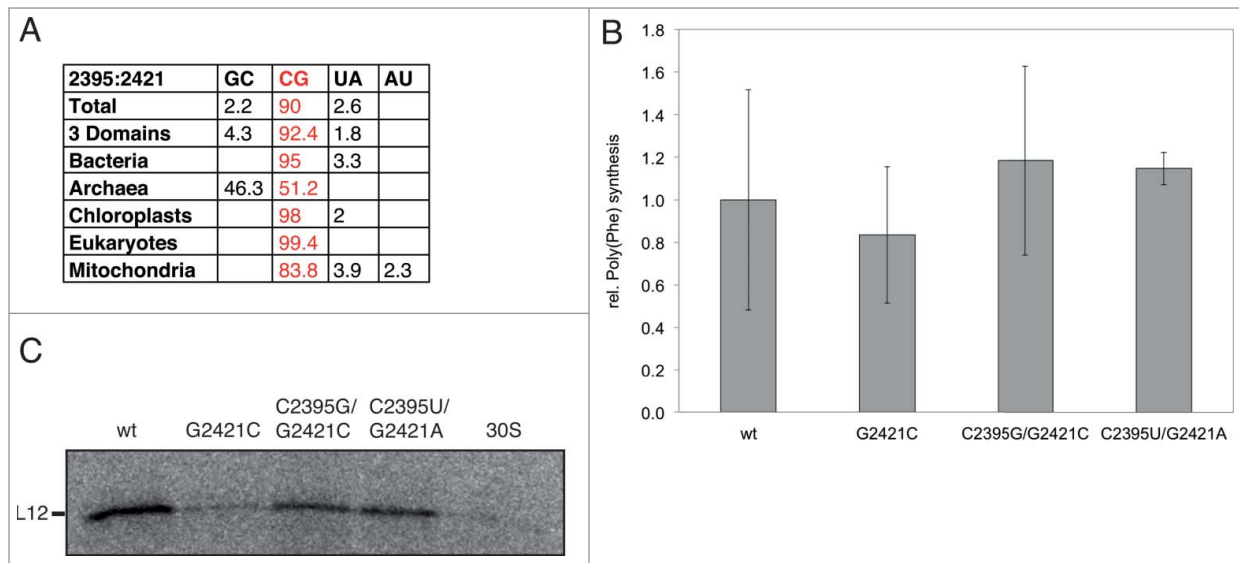 A
2395:2421 GC CG UA AU
Total 2.2 90 2.6
3 Domains 4.3 92.4 1.8
Bacteria 95 3.3
Archaea 46.3 51.2
Chloroplasts 98 2
Eukaryotes 99.4
Mitochondria 83.8 3.9 2.3
B
rel. Poly(Phe) synthesis
1.8
1.6
1.4
1.2
1.0
0.8
0.6
0.4
0.2
0.0
wt G2421C C2395G/G2421C C2395U/G2421A
C
C2395G/ C2395U/
wt G2421C G2421C G2421A 30S
L12